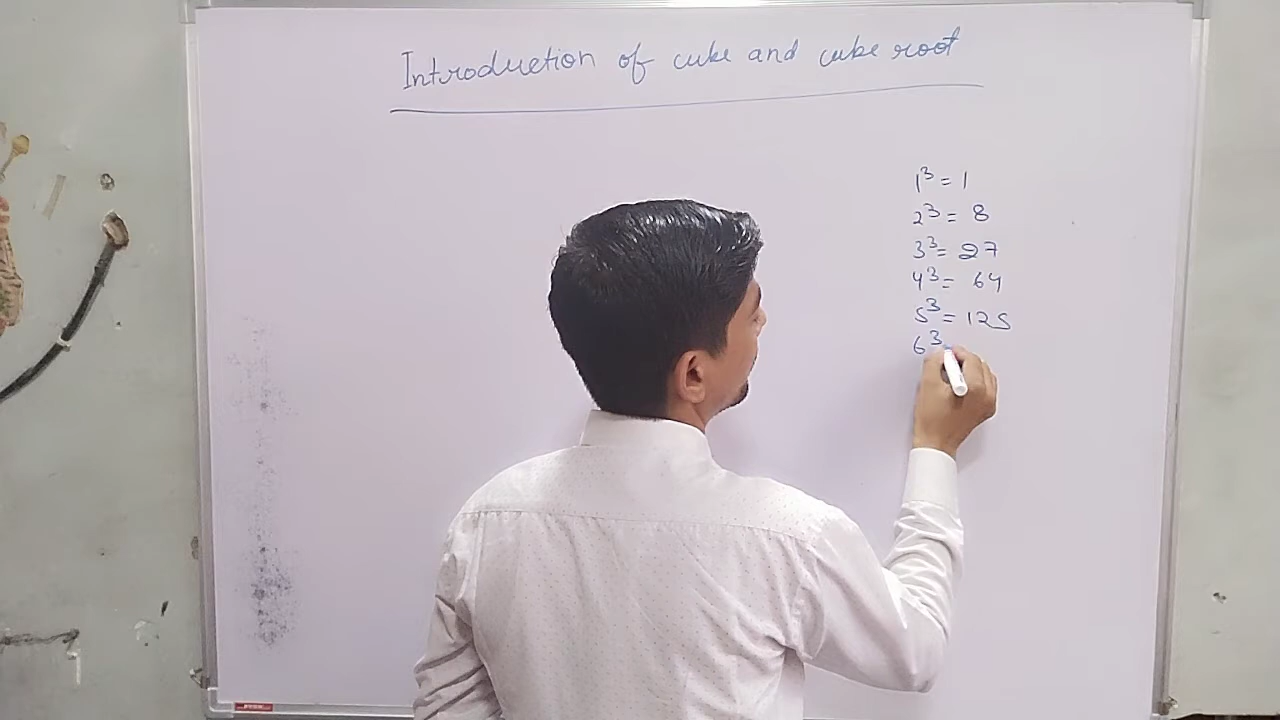 Introduction of cube and cube root
1³ = 1
2³ = 8
3³ = 27
4³ = 64
5³ = 125
6³